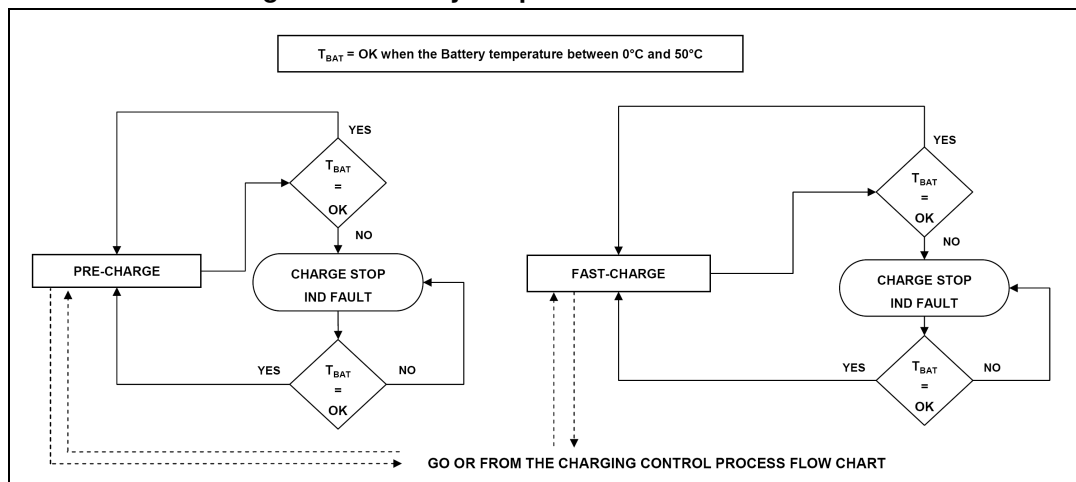 T_BAT = OK when the Battery temperature between 0°C and 50°C
YES
T_BAT
=
OK
NO
PRE-CHARGE
CHARGE STOP
IND FAULT
YES
T_BAT
=
OK
NO
YES
T_BAT
=
OK
NO
FAST-CHARGE
CHARGE STOP
IND FAULT
YES
T_BAT
=
OK
NO
GO OR FROM THE CHARGING CONTROL PROCESS FLOW CHART